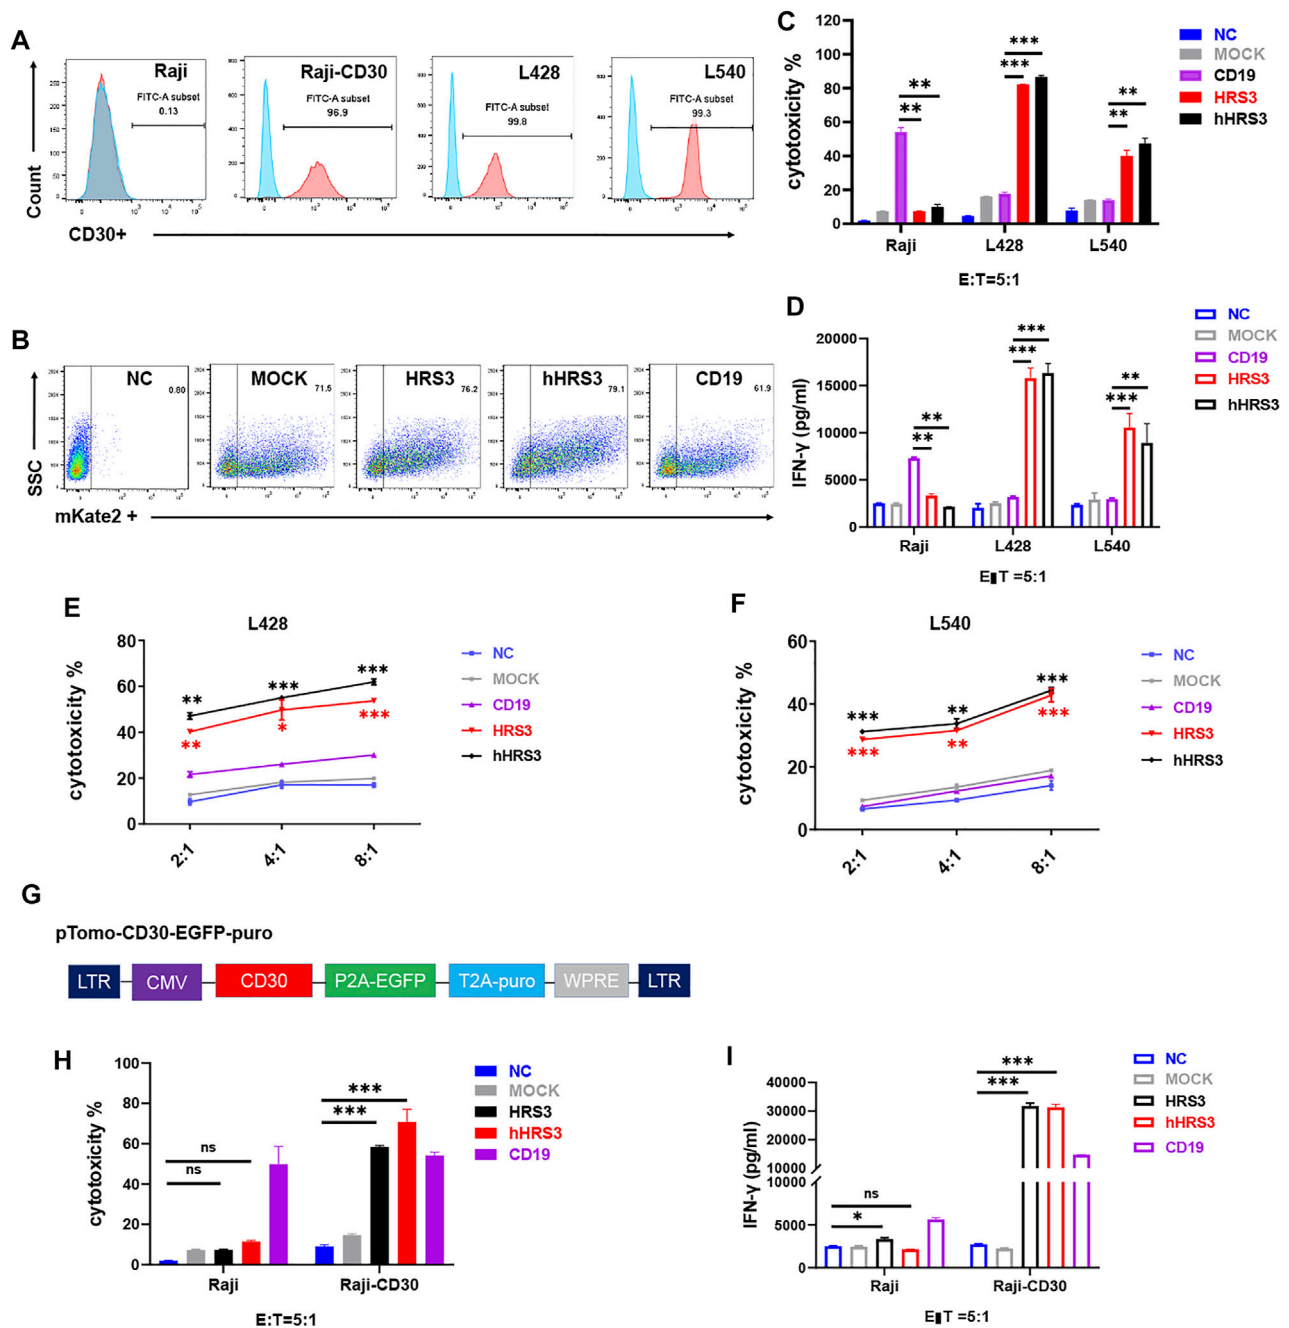 A
Raji
FITC-A subset
0.13
Raji-CD30
FITC-A subset
96.9
L428
FITC-A subset
99.8
L540
FITC-A subset
99.3
Count
CD30+
B
NC
0.60
MOCK
71.5
HRS3
76.2
hHRS3
79.1
CD19
61.9
SSC
mKate2 +
C
cytotoxicity %
120
100
80
60
40
20
0
*** ***
** **
** **
Raji L428 L540
E:T=5:1
NC
MOCK
CD19
HRS3
hHRS3
D
IFN-γ (pg/ml)
20000
15000
10000
5000
0
** **
*** ***
*** **
Raji L428 L540
E▮T =5:1
NC
MOCK
CD19
HRS3
hHRS3
E
L428
cytotoxicity %
80
60
40
20
0
** *** ***
** * ***
2:1 4:1 8:1
NC
MOCK
CD19
HRS3
hHRS3
F
L540
cytotoxicity %
60
40
20
0
*** ** ***
*** ** ***
2:1 4:1 8:1
NC
MOCK
CD19
HRS3
hHRS3
G
pTomo-CD30-EGFP-puro
LTR CMV CD30 P2A-EGFP T2A-puro WPRE LTR
H
cytotoxicity %
100
80
60
40
20
0
ns
ns
***
***
Raji Raji-CD30
E:T=5:1
NC
MOCK
HRS3
hHRS3
CD19
I
IFN-γ (pg/ml)
40000
30000
20000
10000
10000
5000
0
ns
*
***
***
Raji Raji-CD30
E▮T =5:1
NC
MOCK
HRS3
hHRS3
CD19